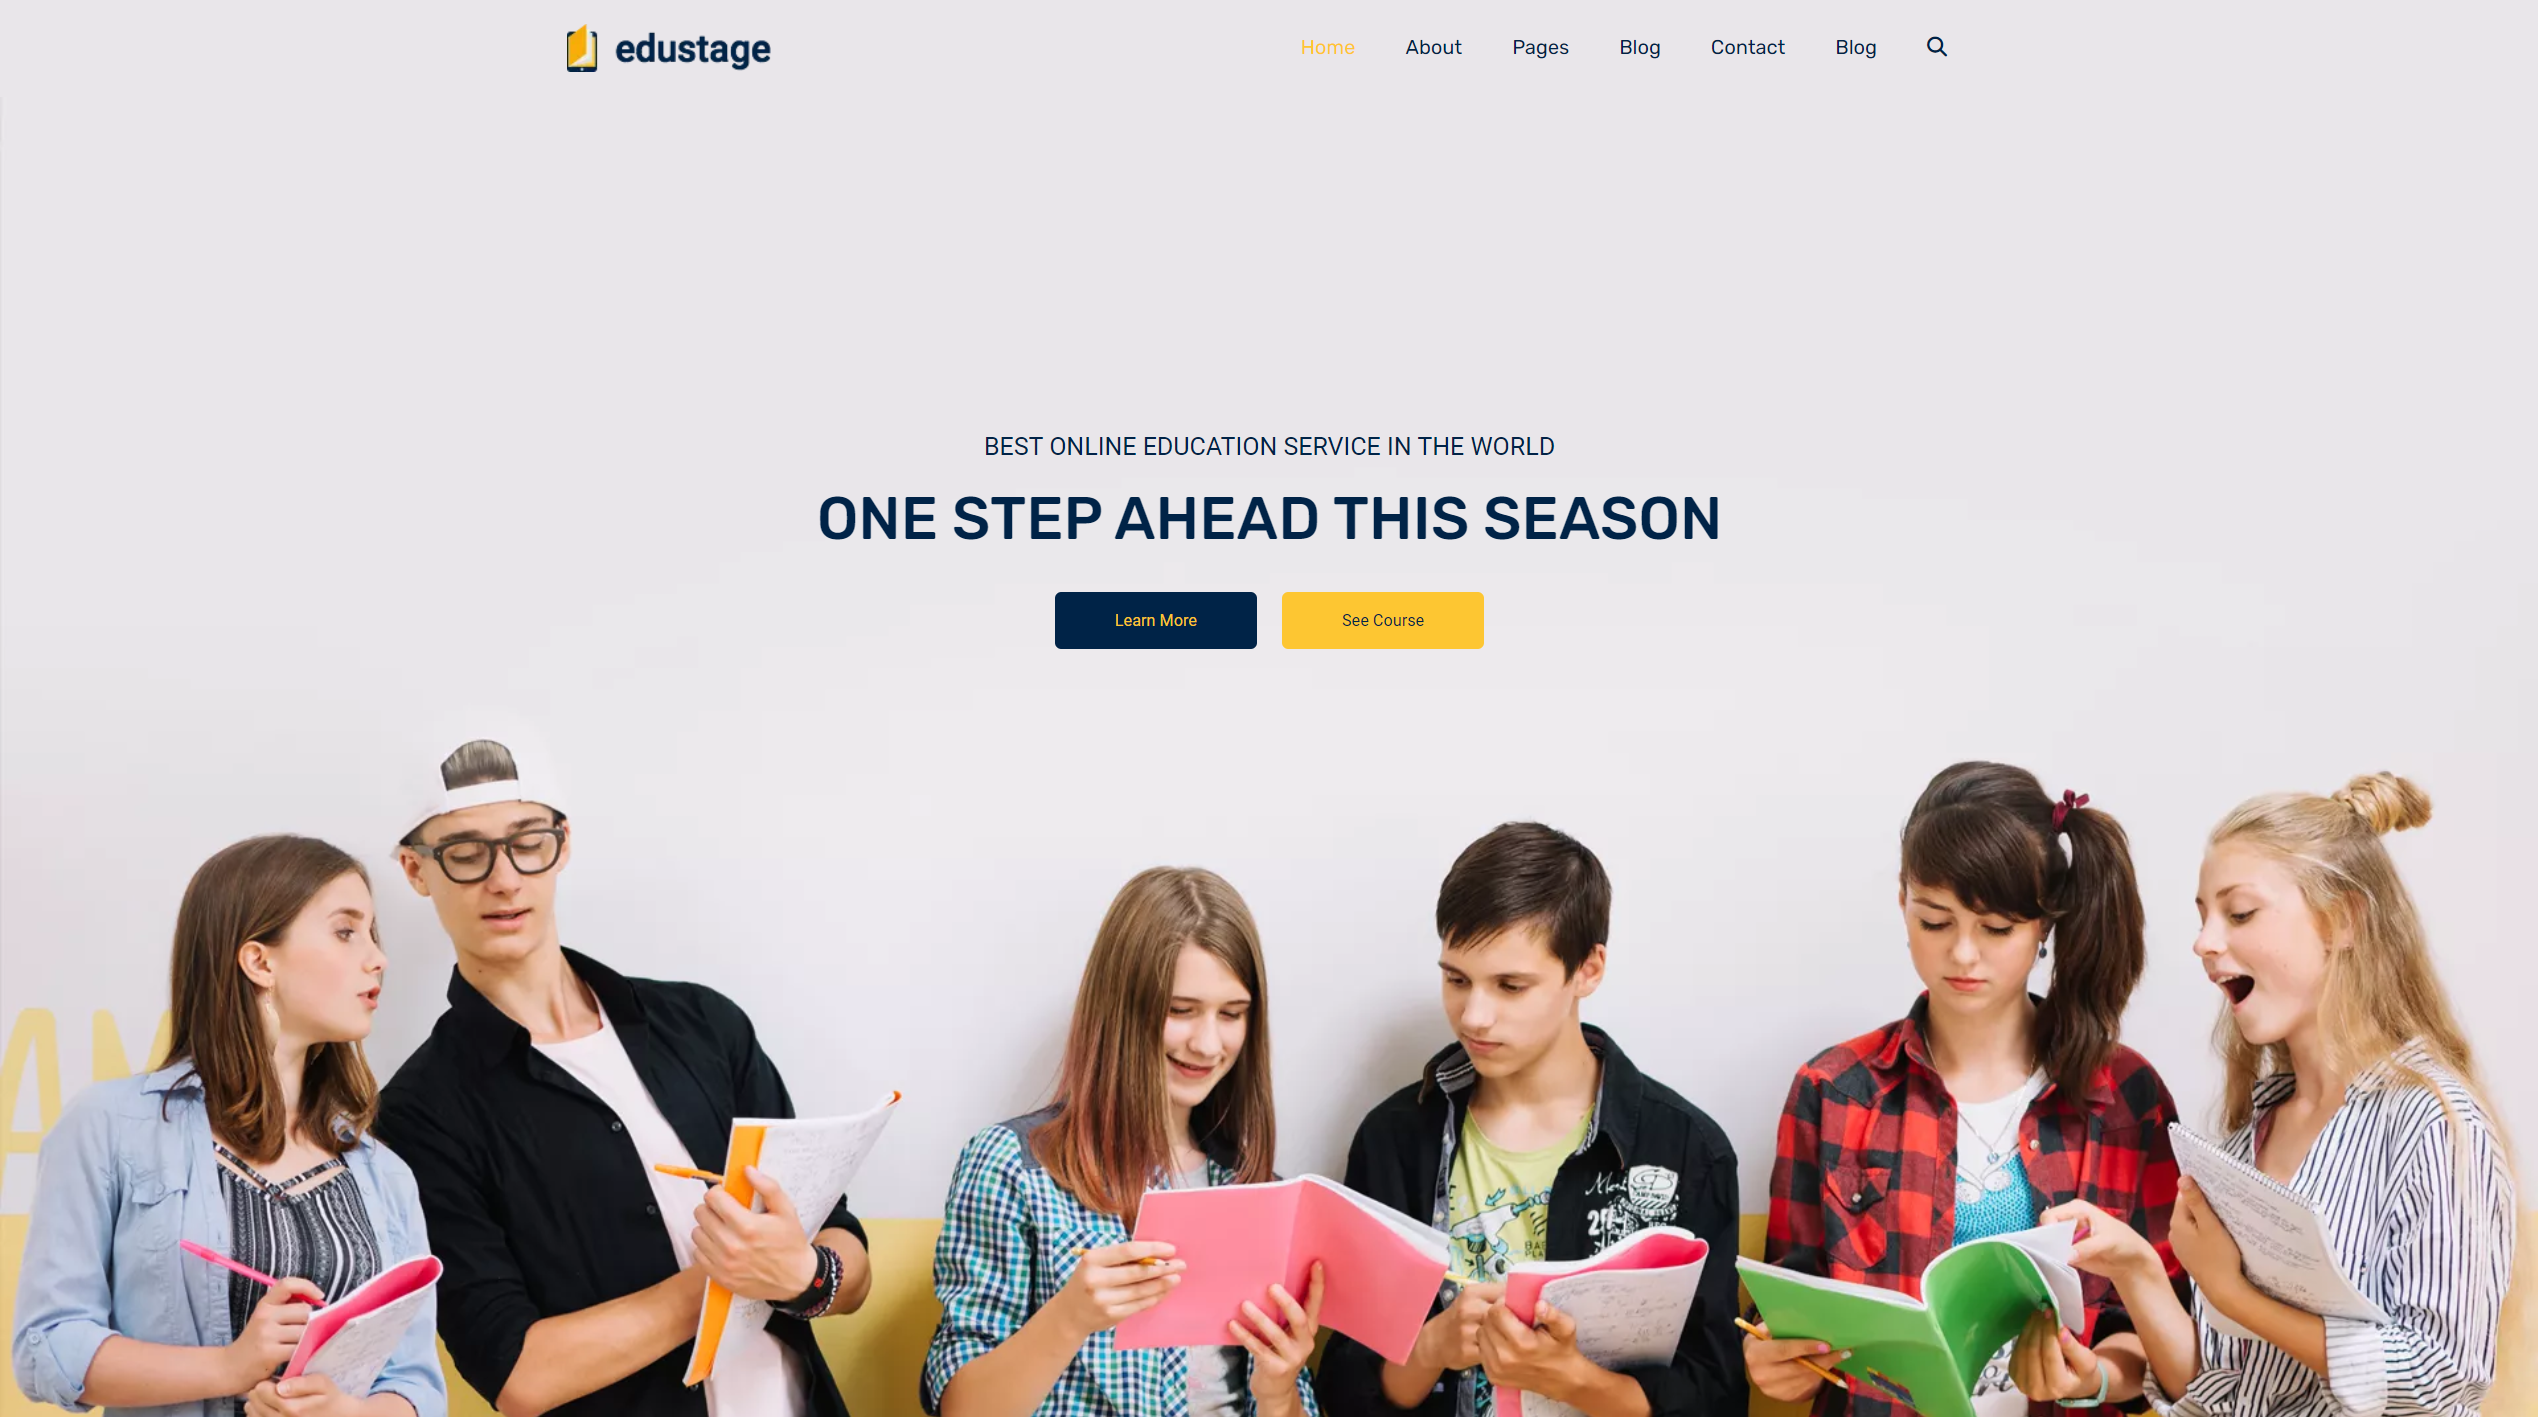 edustage
Home About Pages Blog Contact Blog
BEST ONLINE EDUCATION SERVICE IN THE WORLD
ONE STEP AHEAD THIS SEASON
Learn More See Course